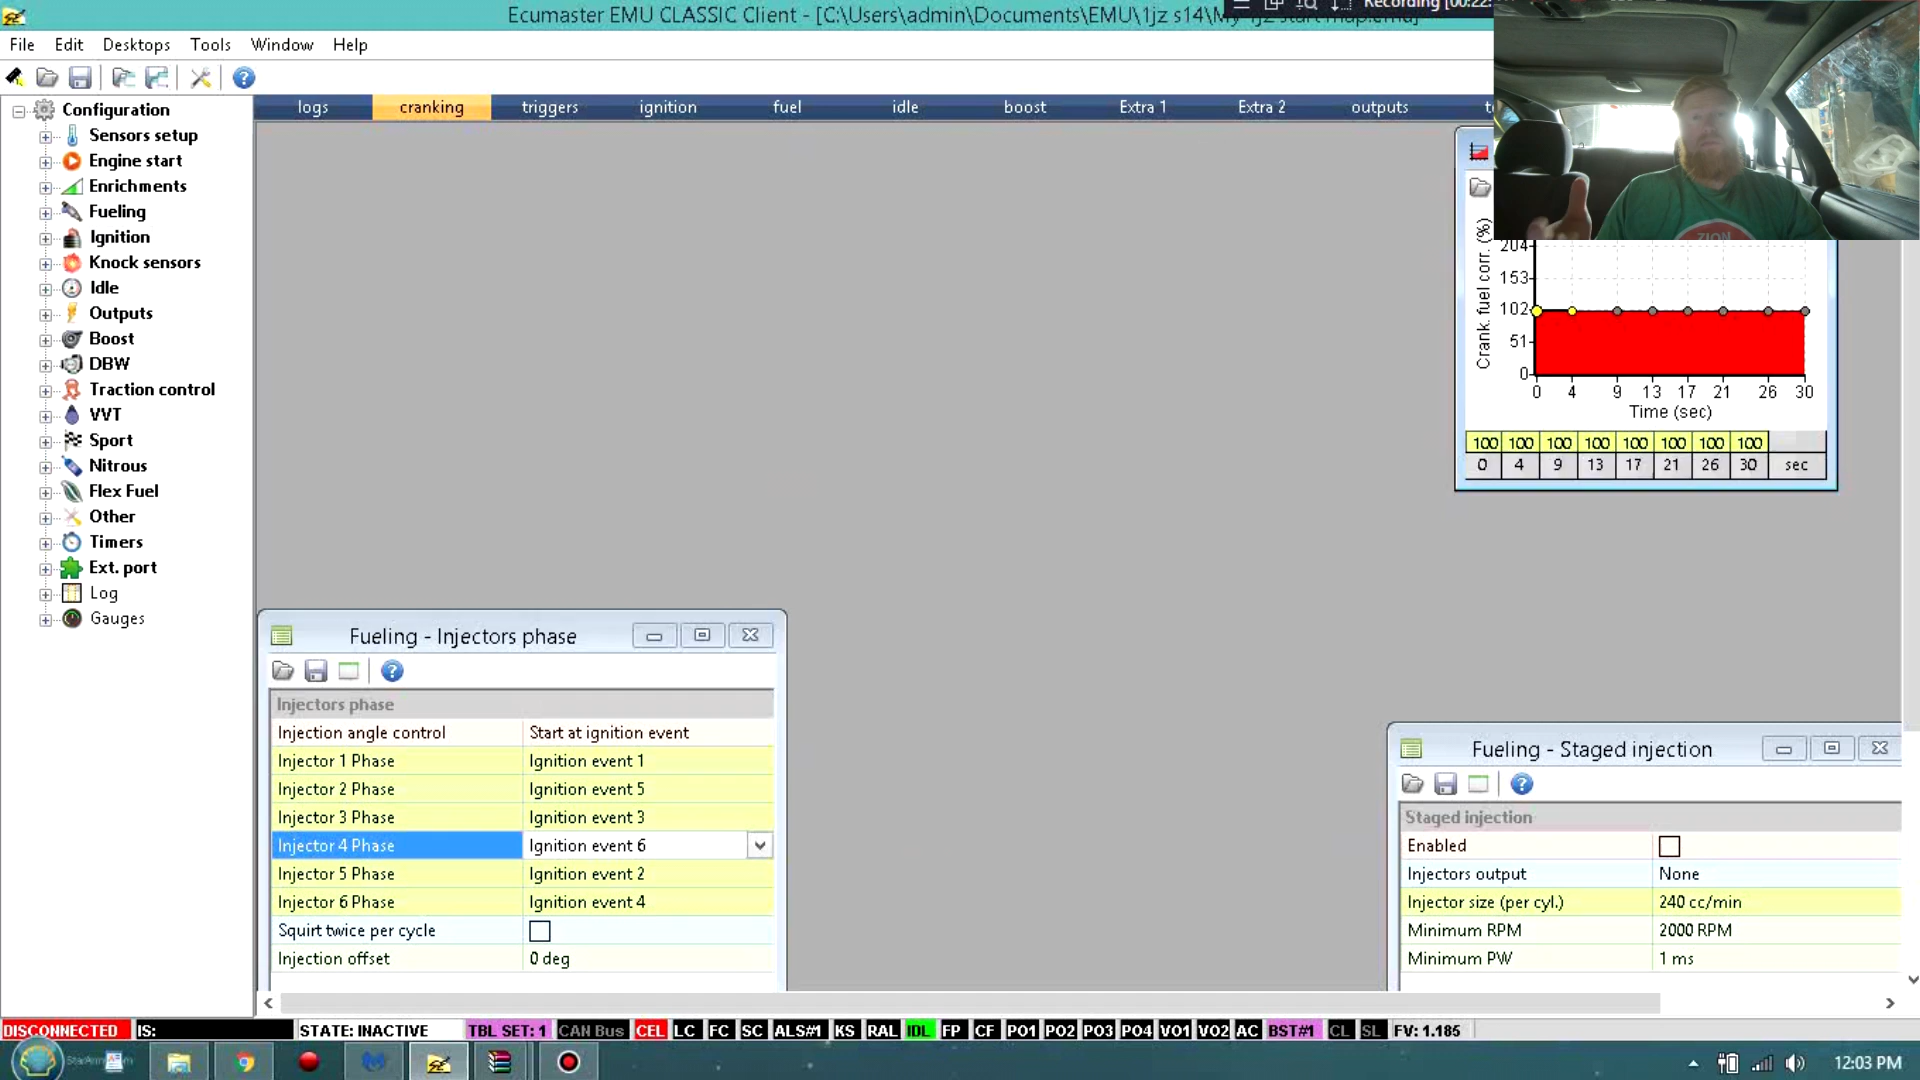 Ecumaster EMU CLASSIC Client - [C:\Users\admin\Documents\EMU\1jz s14\My 1jz start map.emu]
Recording [00:22:
File Edit Desktops Tools Window Help
logs cranking triggers ignition fuel idle boost Extra 1 Extra 2 outputs
Configuration
Sensors setup
Engine start
Enrichments
Fueling
Ignition
Knock sensors
Idle
Outputs
Boost
DBW
Traction control
VVT
Sport
Nitrous
Flex Fuel
Other
Timers
Ext. port
Log
Gauges
ZION
Crank. fuel corr. (%)
204
153
102
51
0
0 4 9 13 17 21 26 30
Time (sec)
100 100 100 100 100 100 100 100
0 4 9 13 17 21 26 30 sec
Fueling - Injectors phase
Injectors phase
Injection angle control Start at ignition event
Injector 1 Phase Ignition event 1
Injector 2 Phase Ignition event 5
Injector 3 Phase Ignition event 3
Injector 4 Phase Ignition event 6
Injector 5 Phase Ignition event 2
Injector 6 Phase Ignition event 4
Squirt twice per cycle
Injection offset 0 deg
Fueling - Staged injection
Staged injection
Enabled
Injectors output None
Injector size (per cyl.) 240 cc/min
Minimum RPM 2000 RPM
Minimum PW 1 ms
DISCONNECTED IS: STATE: INACTIVE TBL SET: 1 CAN Bus CEL LC FC SC ALS#1 KS RAL IDL FP CF PO1 PO2 PO3 PO4 VO1 VO2 AC BST#1 CL SL FV: 1.185
12:03 PM